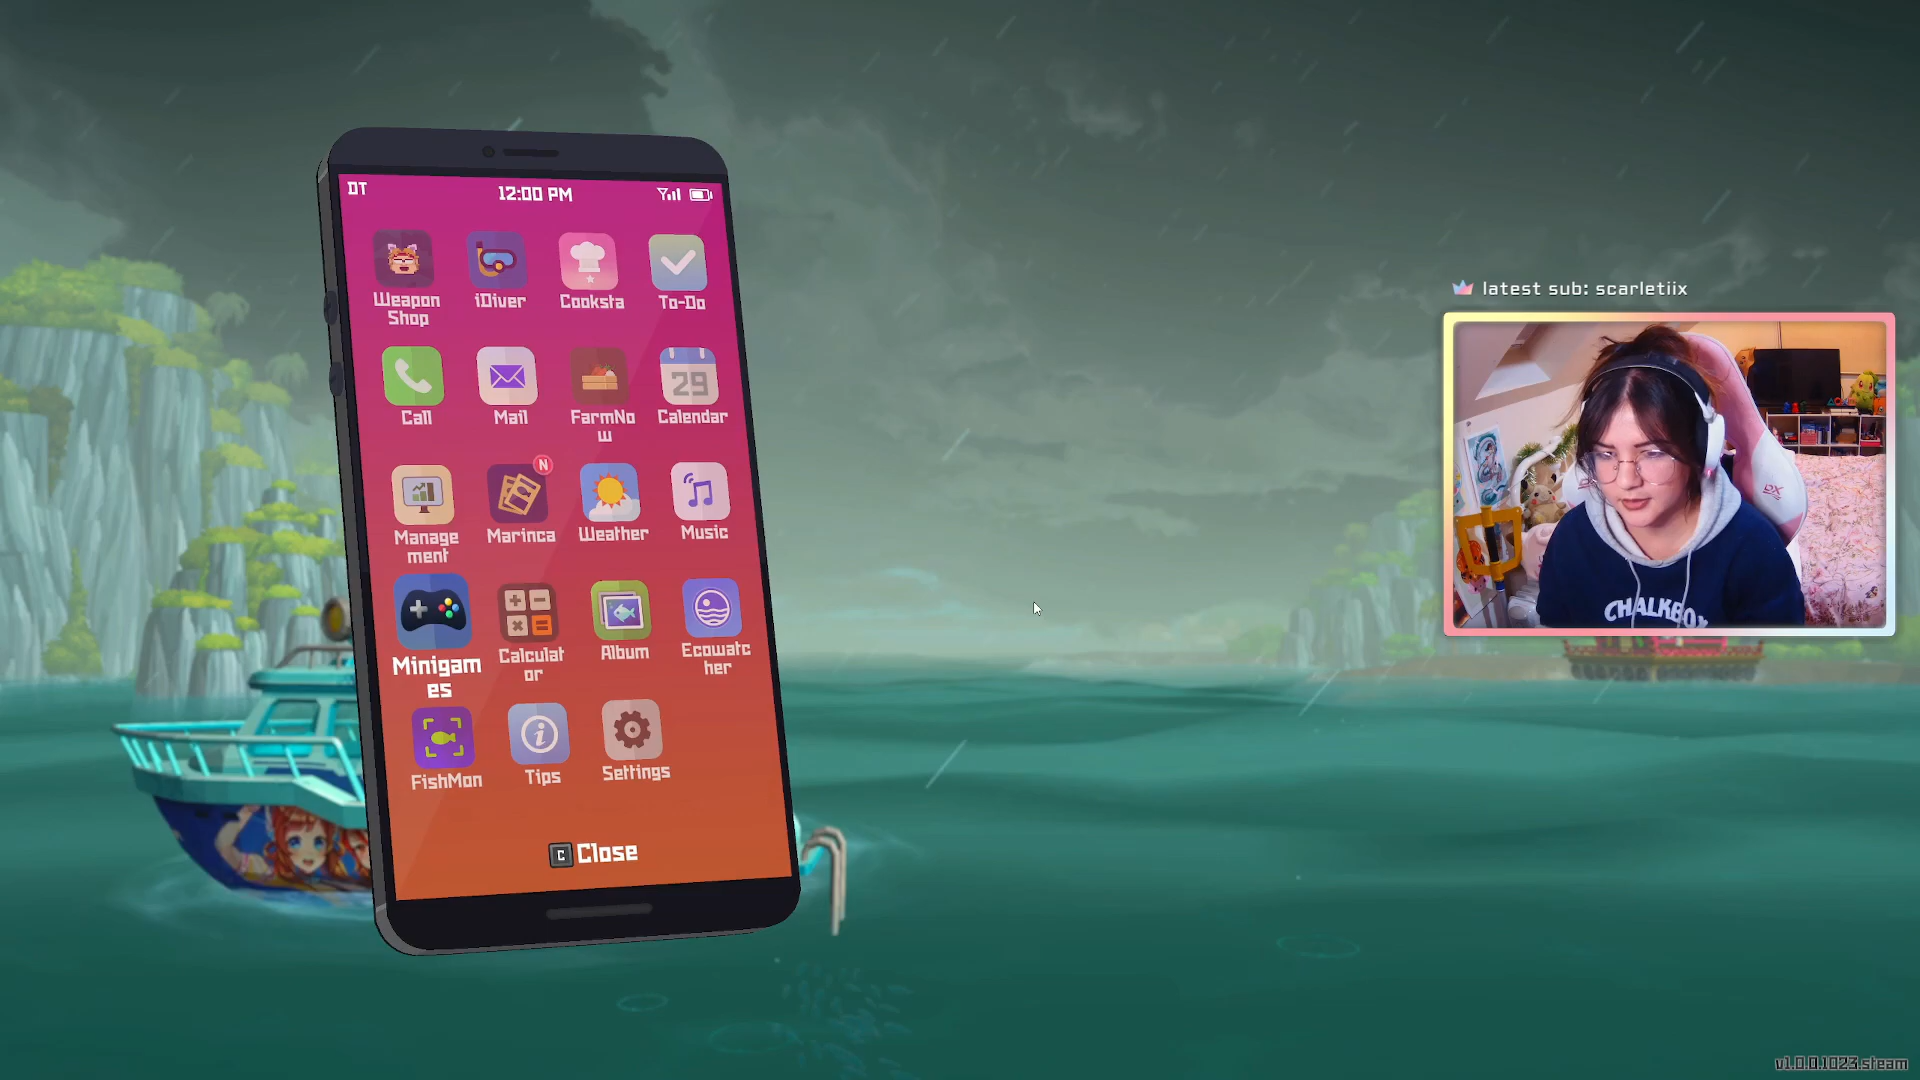 DT
12:00 PM
Weapon
Shop
iDiver
Cooksta
To-Do
Call
Mail
FarmNo
w
29
Calendar
Manage
ment
N
Marinca
Weather
Music
Minigam
es
Calculat
or
Album
Ecowatc
her
FishMon
Tips
Settings
C Close
latest sub: scarletiix
DX
CHALKBOX
v1.0.0.1023.steam